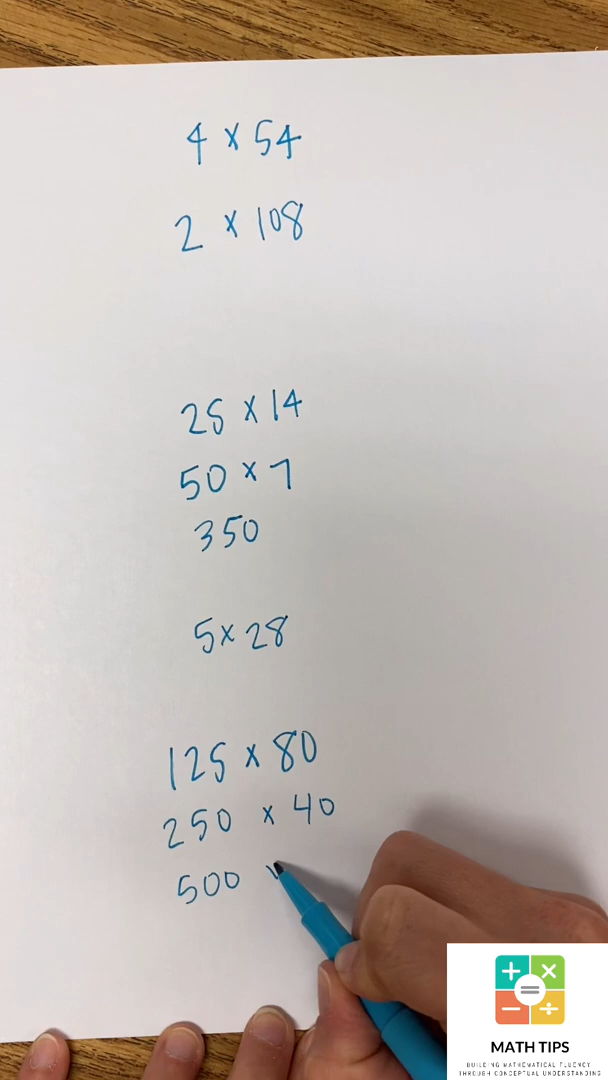 4 x 54
2 x 108
25 x 14
50 x 7
350
5 x 28
125 x 80
250 x 40
500
MATH TIPS
BUILDING MATHEMATICAL FLUENCY
THROUGH CONCEPTUAL UNDERSTANDING